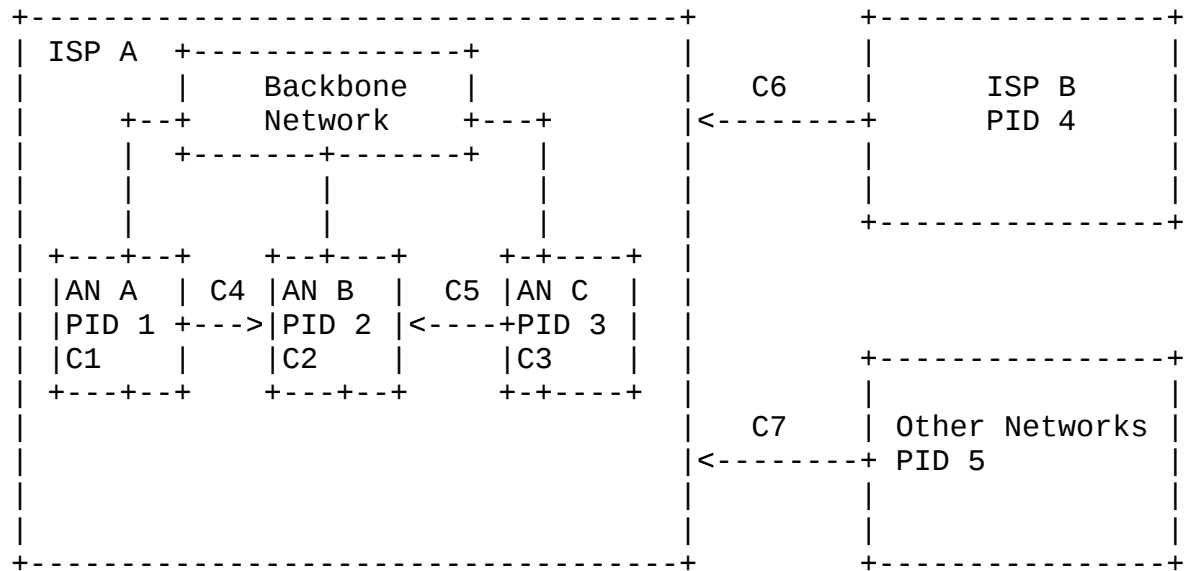 +-----------------------------------+        +----------------+
| ISP A  +---------------+          |        |                |
|        |    Backbone   |          |   C6   |      ISP B     |
|     +--+    Network    +---+      |<-------+      PID 4     |
|     |  +-------+-------+   |      |        |                |
|     |          |           |      |        |                |
|     |          |           |      |        +----------------+
| +---+--+    +--+---+     +-+----+ |
| |AN A  | C4 |AN B  |  C5 |AN C  | |
| |PID 1 +--->|PID 2 |<----+PID 3 | |
| |C1    |    |C2    |     |C3    | |        +----------------+
| +---+--+    +---+--+     +-+----+ |        |                |
|                                   |   C7   | Other Networks |
|                                   |<-------+ PID 5          |
|                                   |        |                |
|                                   |        |                |
+-----------------------------------+        +----------------+